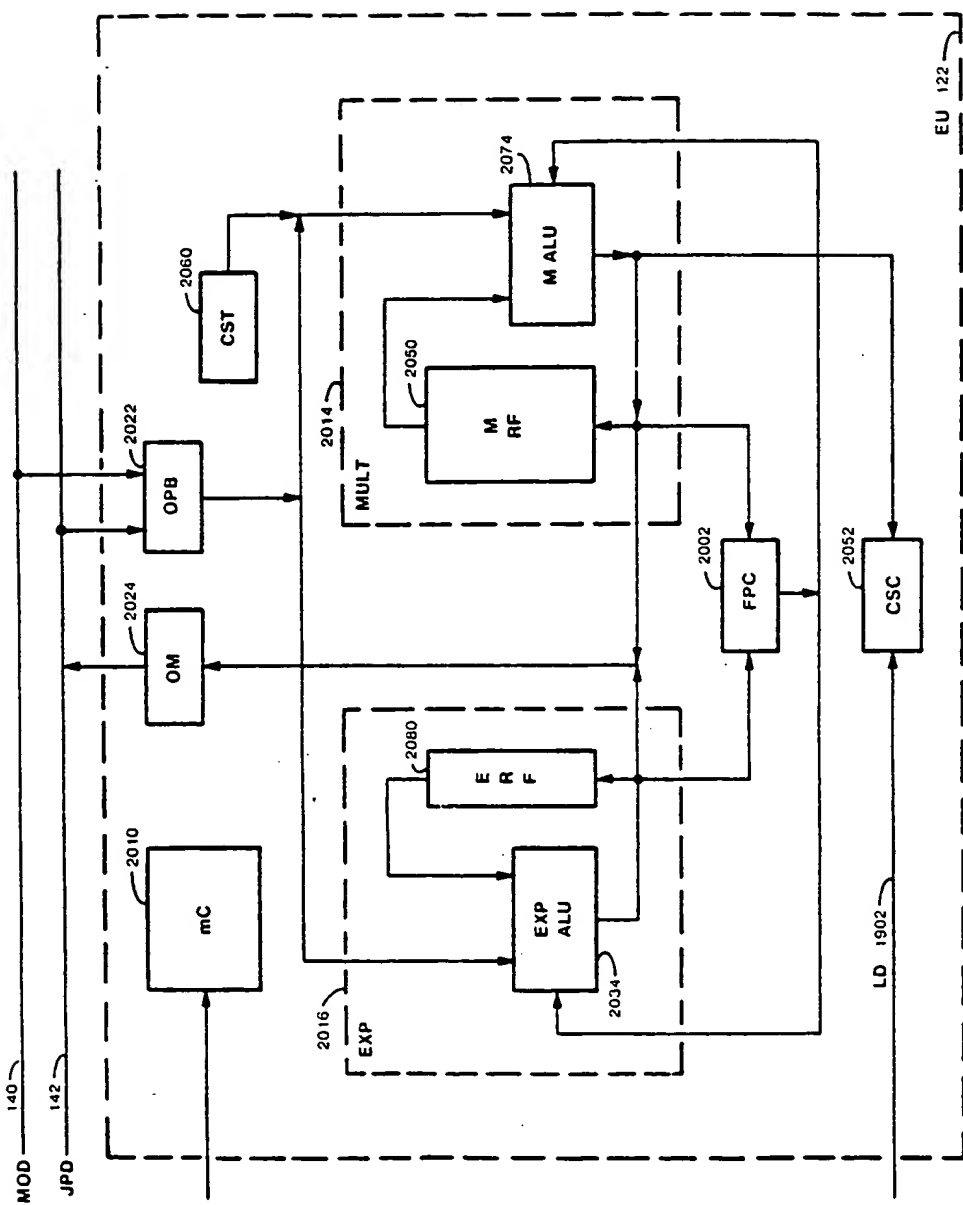 MOD
140
JPD
142
2010
mC
2024
OM
2022
OPB
2060
CST
2016
EXP
2080
E
R
F
EXP
ALU
2034
2014
MULT
2050
M
RF
2074
M ALU
2002
FPC
2052
CSC
LD 1902
EU 122